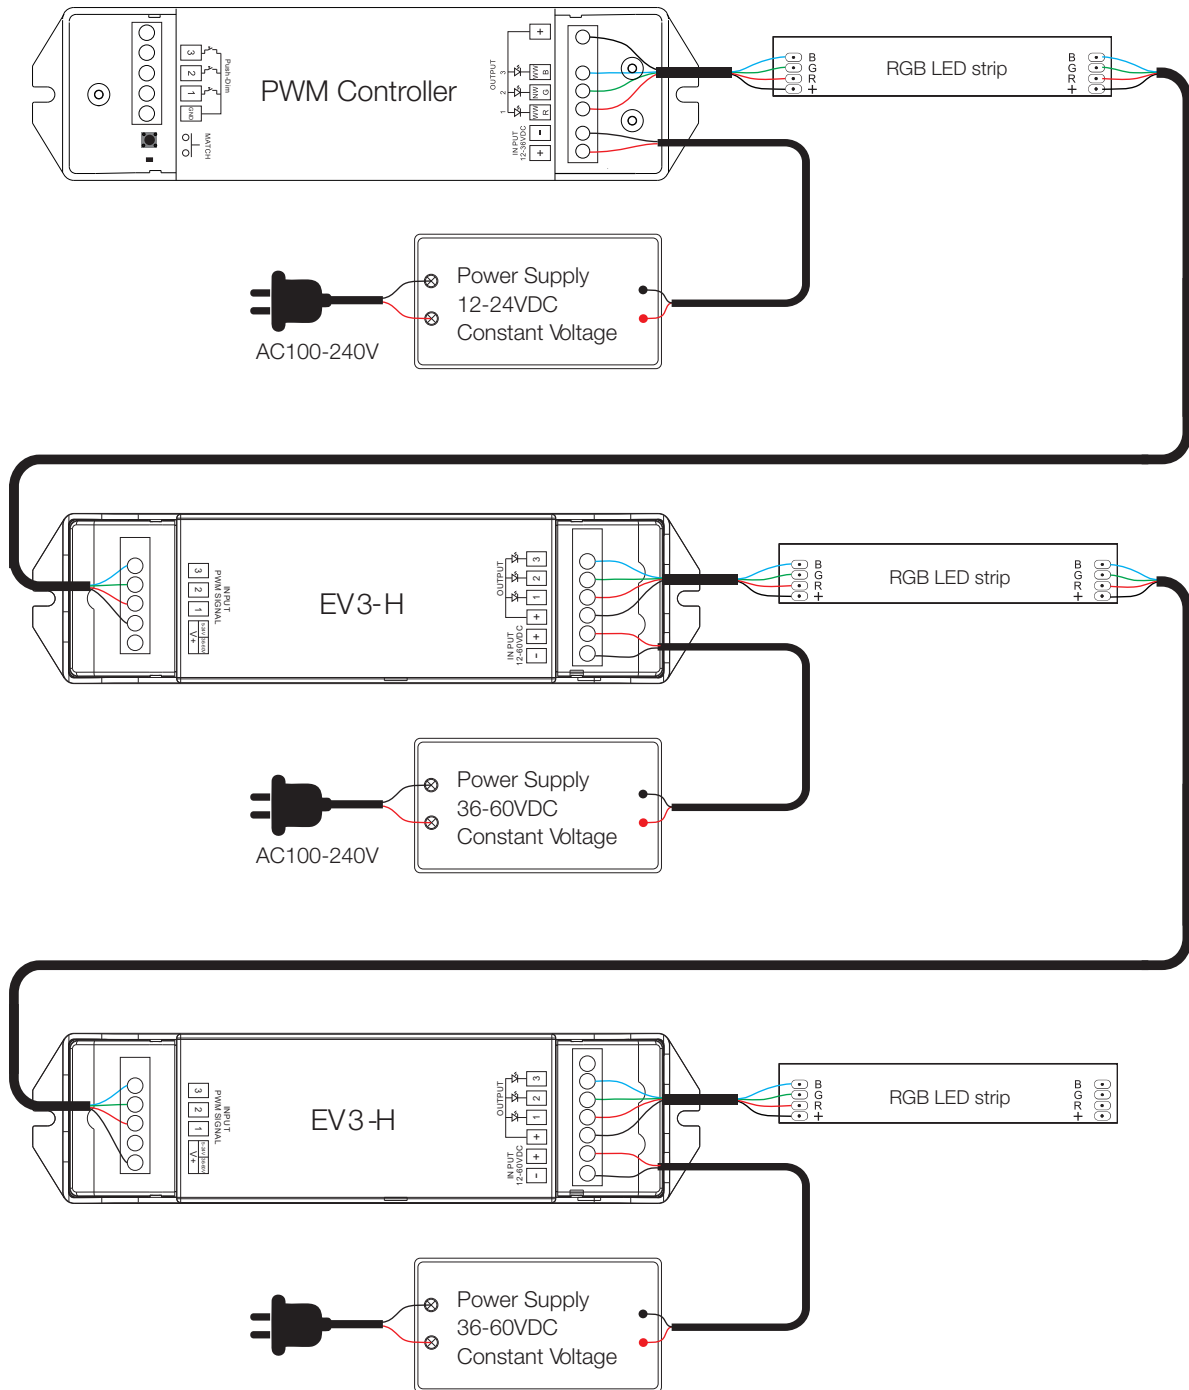 3
2
1
GND
Push-Dim
MATCH
PWM Controller
OUTPUT
3
2
1
+
WW B
NW G
WW R
-
+
INPUT
12-36VDC
B
G
R
+
RGB LED strip
B
G
R
+
Power Supply
12-24VDC
Constant Voltage
AC100-240V
3
2
1
V+
INPUT
PWM SIGNAL
EV3-H
OUTPUT
3
2
1
+
+
-
INPUT
12-60VDC
B
G
R
+
RGB LED strip
B
G
R
+
Power Supply
36-60VDC
Constant Voltage
AC100-240V
3
2
1
V+
INPUT
PWM SIGNAL
EV3-H
OUTPUT
3
2
1
+
+
-
INPUT
12-60VDC
B
G
R
+
RGB LED strip
B
G
R
+
Power Supply
36-60VDC
Constant Voltage